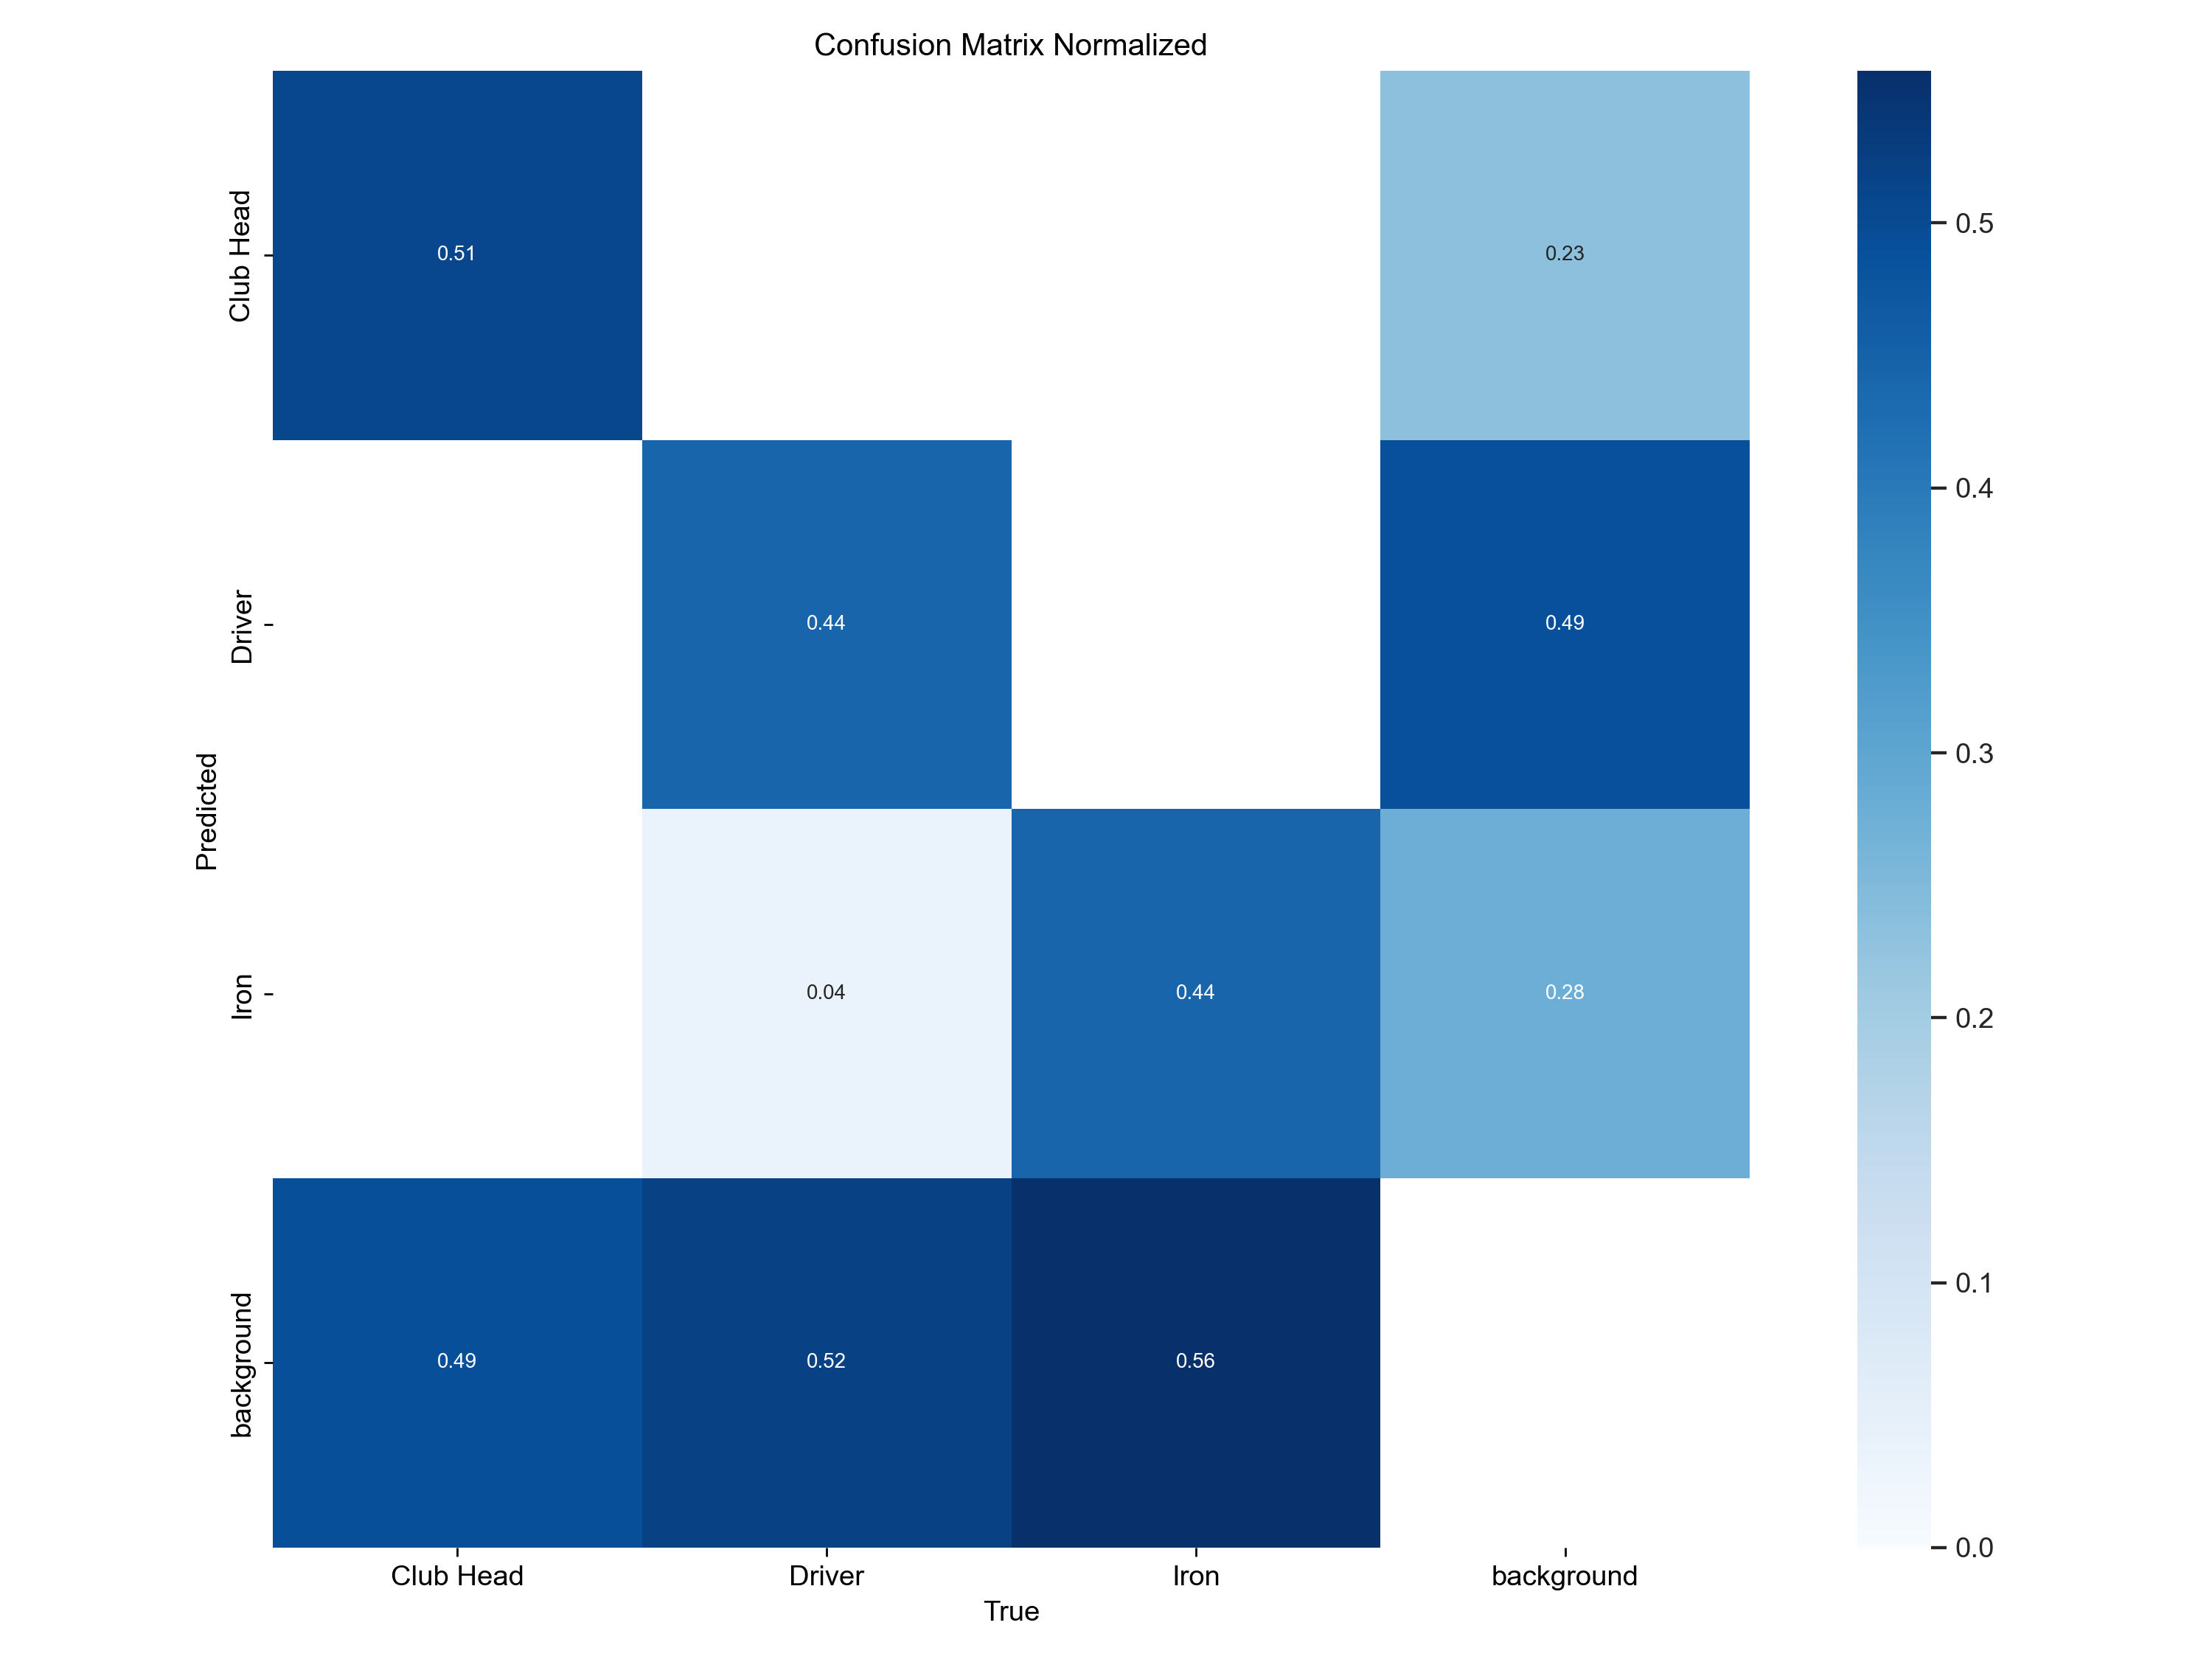 Confusion Matrix Normalized
Club Head
Driver
Iron
background
Predicted
0.51
0.23
0.44
0.49
0.04
0.44
0.28
0.49
0.52
0.56
Club Head
Driver
Iron
background
True
0.5
0.4
0.3
0.2
0.1
0.0